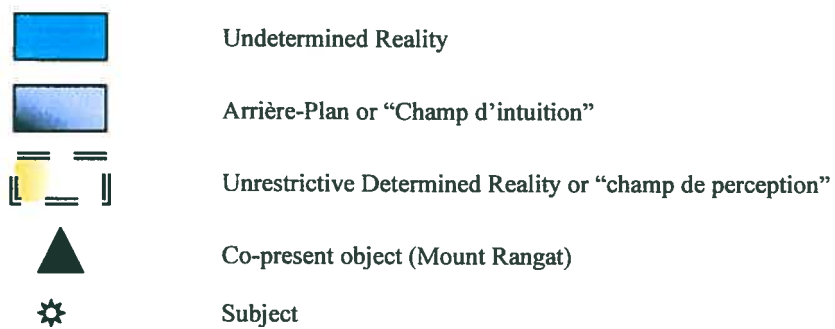 Undetermined Reality
Arrière-Plan or “Champ d’intuition”
Unrestrictive Determined Reality or “champ de perception”
Co-present object (Mount Rangat)
Subject